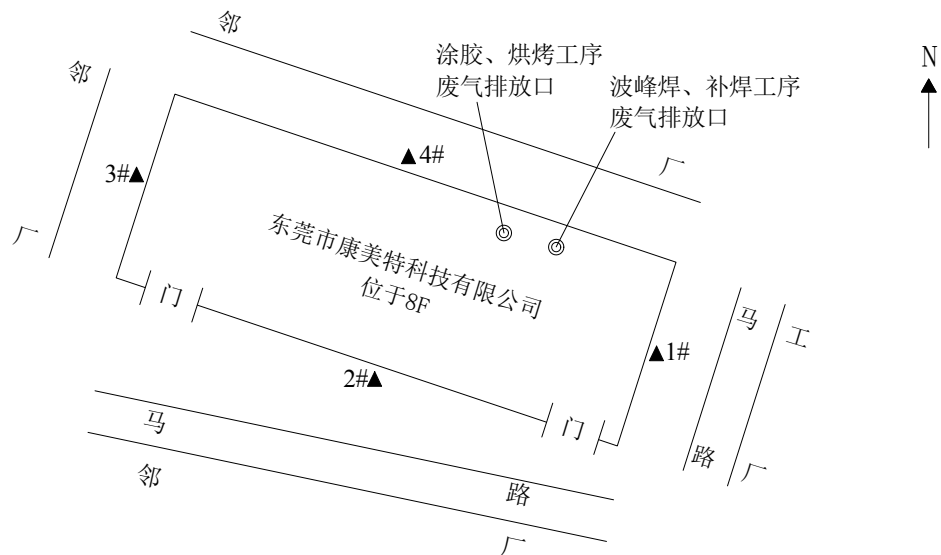 邻
厂
涂胶、烘烤工序
废气排放口
波峰焊、补焊工序
废气排放口
N
邻
厂
▲4#
3#▲
东莞市康美特科技有限公司
位于8F
门
▲1#
马
路
工
厂
2#▲
门
马
路
邻
厂